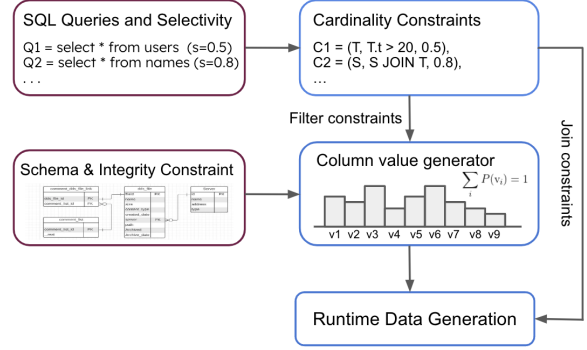 SQL Queries and Selectivity
Q1 = select * from users (s=0.5)
Q2 = select * from names (s=0.8)
. . .
Cardinality Constraints
C1 = (T, T.t > 20, 0.5),
C2 = (S, S JOIN T, 0.8),
...
Filter constraints
Join constraints
Schema & Integrity Constraint
Column value generator
∑ᵢ P(vᵢ) = 1
v1 v2 v3 v4 v5 v6 v7 v8 v9
Runtime Data Generation